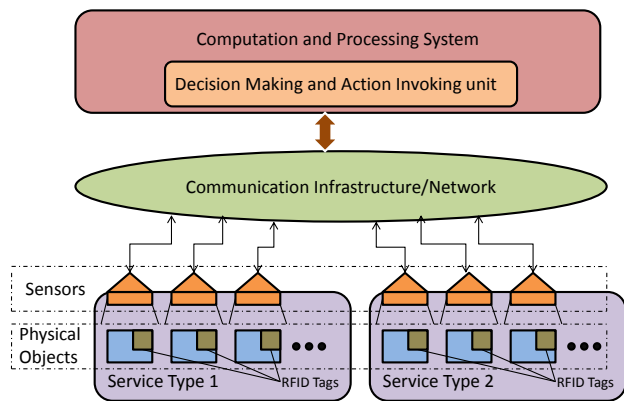 Computation and Processing System
Decision Making and Action Invoking unit
Communication Infrastructure/Network
Sensors
Physical
Objects
Service Type 1
RFID Tags
Service Type 2
RFID Tags